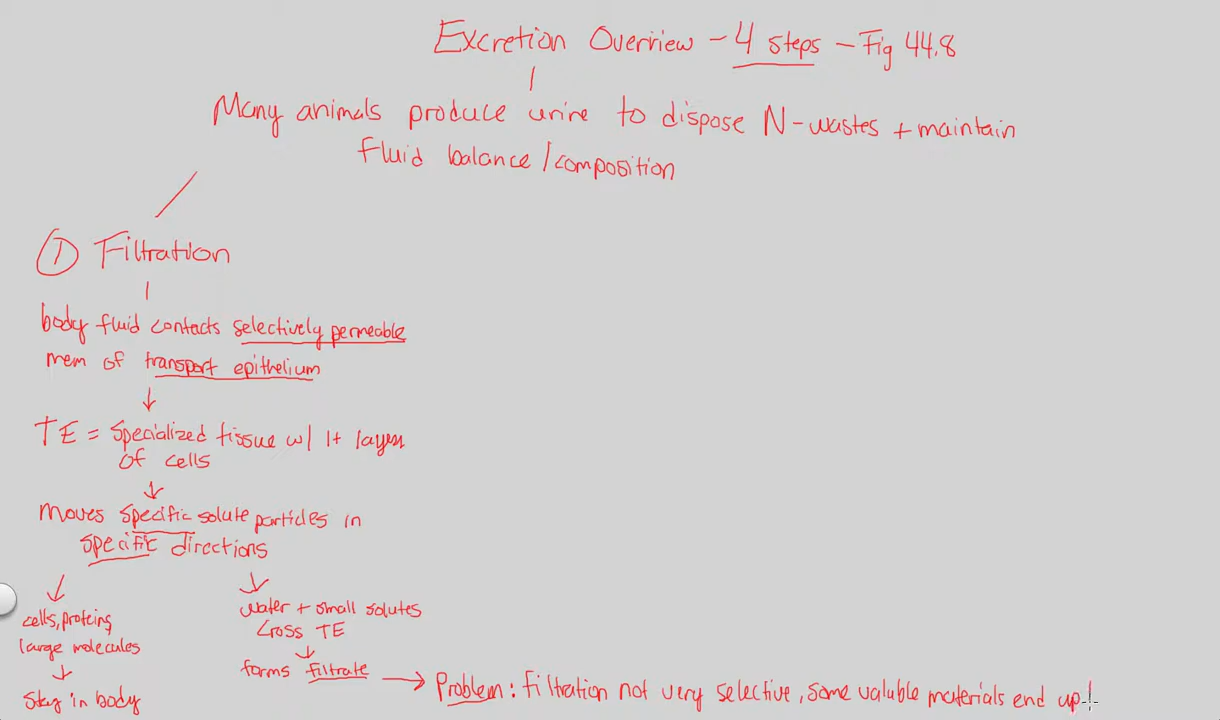 Excretion Overview - 4 steps - Fig 44.8
Many animals produce urine to dispose N-wastes + maintain
fluid balance/composition
① Filtration
body fluid contacts selectively permeable
mem of transport epithelium
TE = Specialized tissue w/ 1+ layers
of cells
Moves specific solute particles in
specific directions
cells, proteins,
large molecules
Stay in body
water + small solutes
cross TE
forms filtrate
Problem: Filtration not very selective, some valuable materials end up